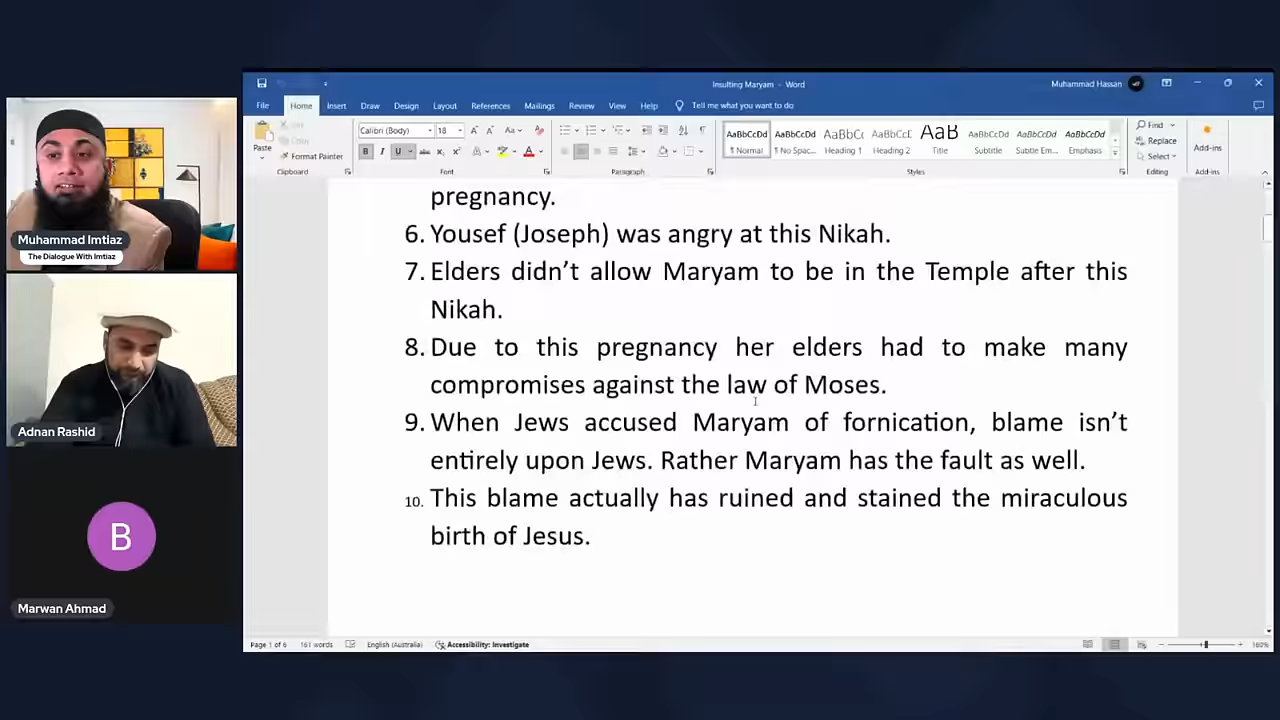 Insulting Maryam - Word
Muhammad Hassan
File Home Insert Draw Design Layout References Mailings Review View Help Tell me what you want to do
Paste
Cut
Copy
Format Painter
Clipboard
Calibri (Body) 18
Font
Paragraph
AaBbCcDd AaBbCcDd AaBbCc AaBbCcE AaB AaBbCcDd AaBbCcDd AaBbCcDd
¶ Normal ¶ No Spac... Heading 1 Heading 2 Title Subtitle Subtle Em... Emphasis
Styles
Find
Replace
Select
Editing
Add-ins
Add-ins
pregnancy.
6. Yousef (Joseph) was angry at this Nikah.
7. Elders didn’t allow Maryam to be in the Temple after this
Nikah.
8. Due to this pregnancy her elders had to make many
compromises against the law of Moses.
9. When Jews accused Maryam of fornication, blame isn’t
entirely upon Jews. Rather Maryam has the fault as well.
10. This blame actually has ruined and stained the miraculous
birth of Jesus.
Page 1 of 6 161 words English (Australia) Accessibility: Investigate
160%
Muhammad Imtiaz
The Dialogue With Imtiaz
Adnan Rashid
B
Marwan Ahmad